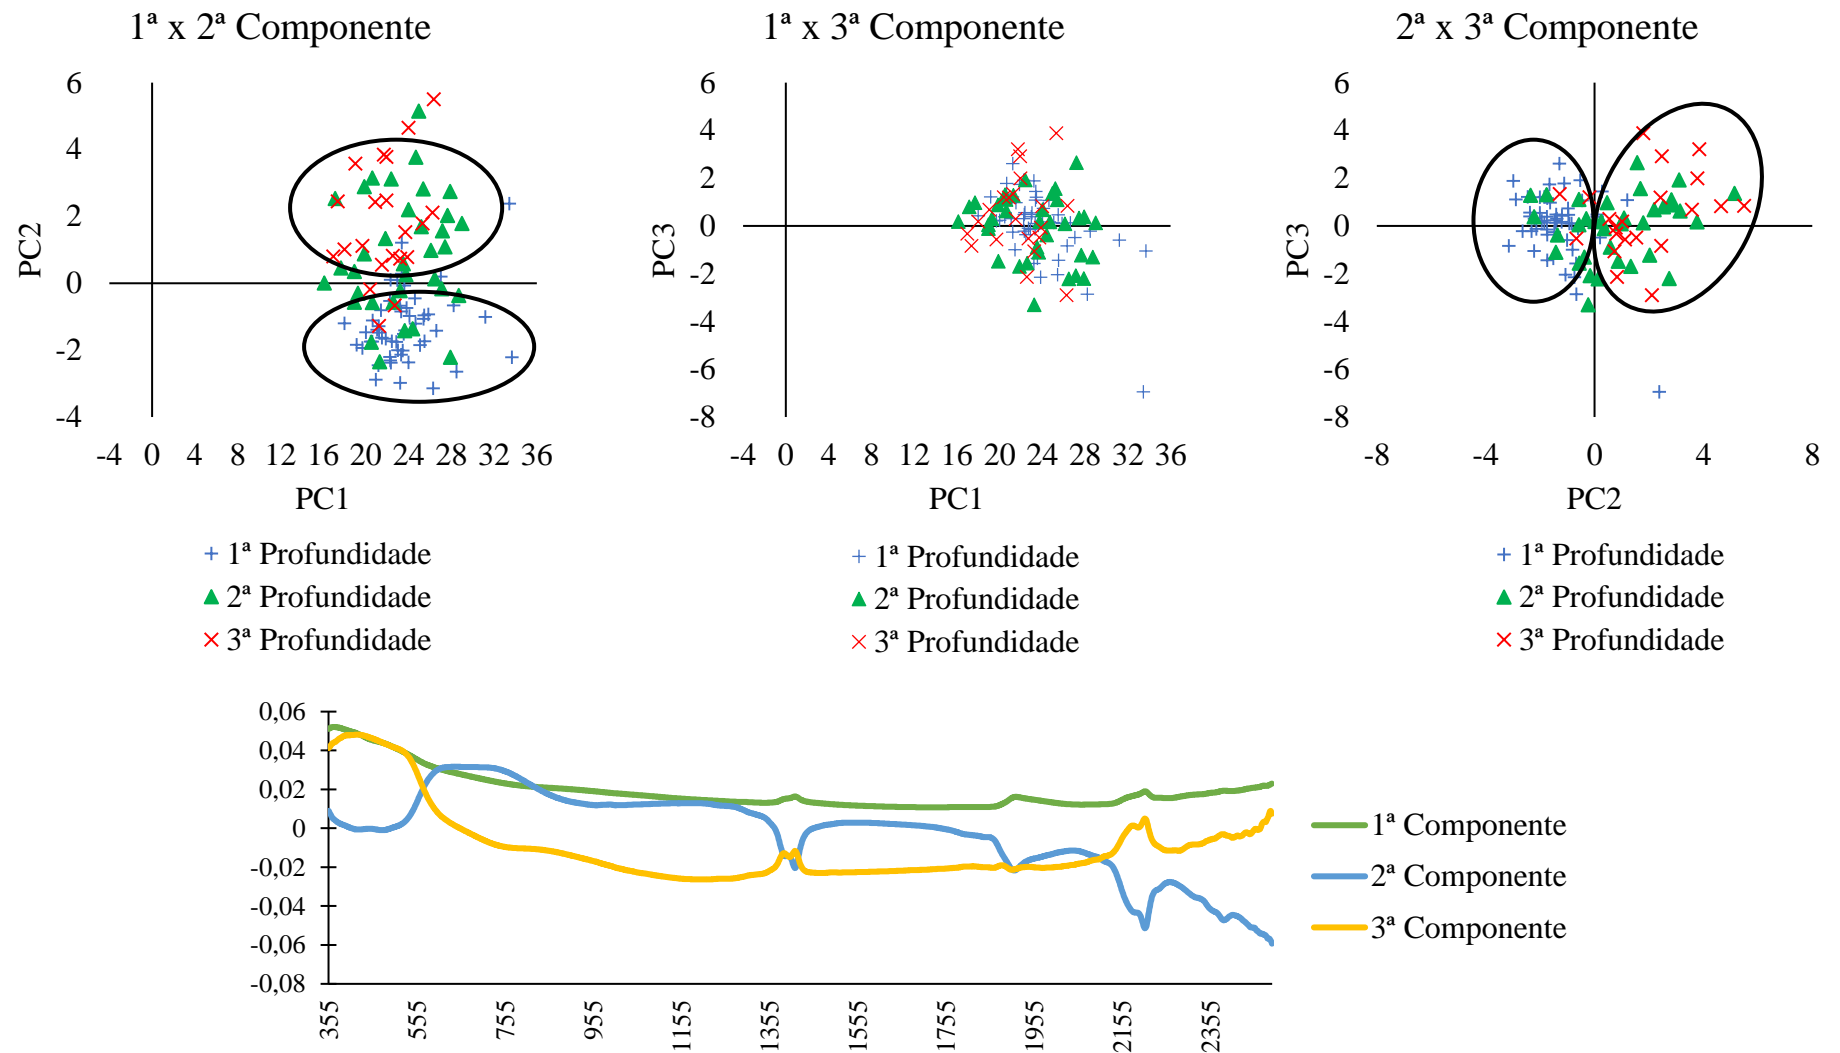 1ª x 2ª Componente
6
4
2
0
-2
-4
PC2
-4 0 4 8 12 16 20 24 28 32 36
PC1
+ 1ª Profundidade
▲ 2ª Profundidade
× 3ª Profundidade
1ª x 3ª Componente
6
4
2
0
-2
-4
-6
-8
PC3
-4 0 4 8 12 16 20 24 28 32 36
PC1
+ 1ª Profundidade
▲ 2ª Profundidade
× 3ª Profundidade
2ª x 3ª Componente
6
4
2
0
-2
-4
-6
-8
PC3
-8 -4 0 4 8
PC2
+ 1ª Profundidade
▲ 2ª Profundidade
× 3ª Profundidade
0,06
0,04
0,02
0
-0,02
-0,04
-0,06
-0,08
355 555 755 955 1155 1355 1555 1755 1955 2155 2355
1ª Componente
2ª Componente
3ª Componente